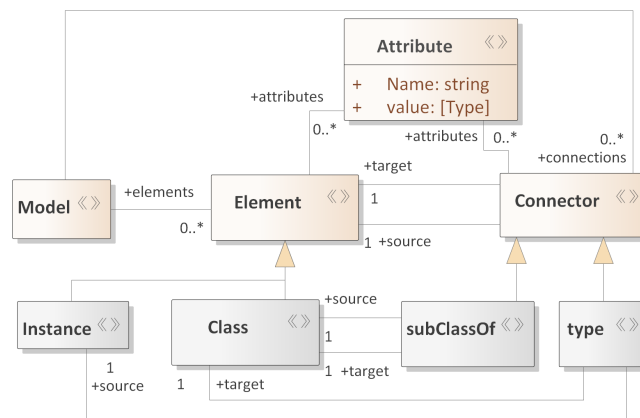 Attribute «»
+ Name: string
+ value: [Type]
+attributes
0..*
+attributes 0..*
0..*
+connections
+target
1
Model «»
+elements
0..*
Element «»
1 +source
Connector «»
Instance «»
Class «»
+source
1
subClassOf «»
type «»
1 +target
1
+source
1 +target